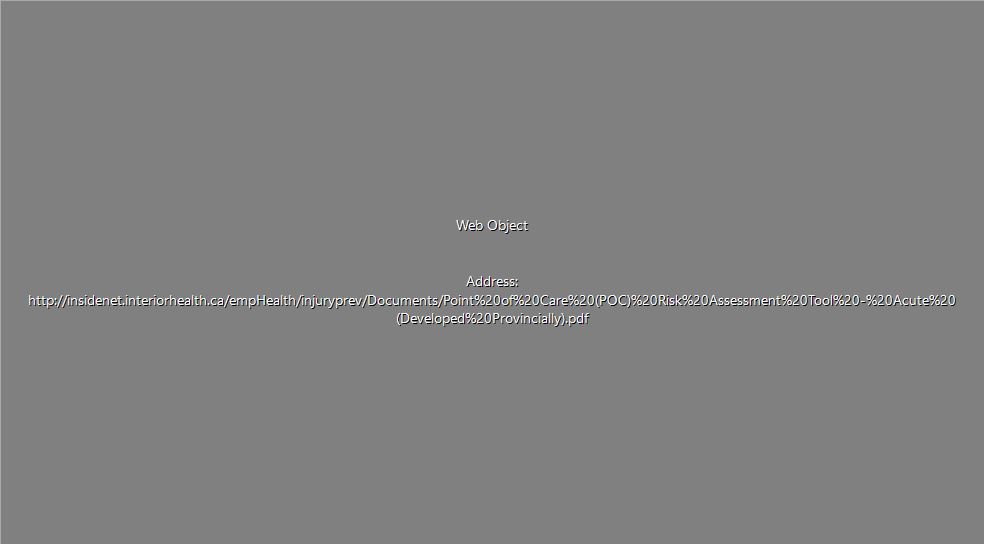 Web Object
Address:
http://insidenet.interiorhealth.ca/empHealth/injuryprev/Documents/Point%20of%20Care%20(POC)%20Risk%20Assessment%20Tool%20-%20Acute%20
(Developed%20Provincially).pdf